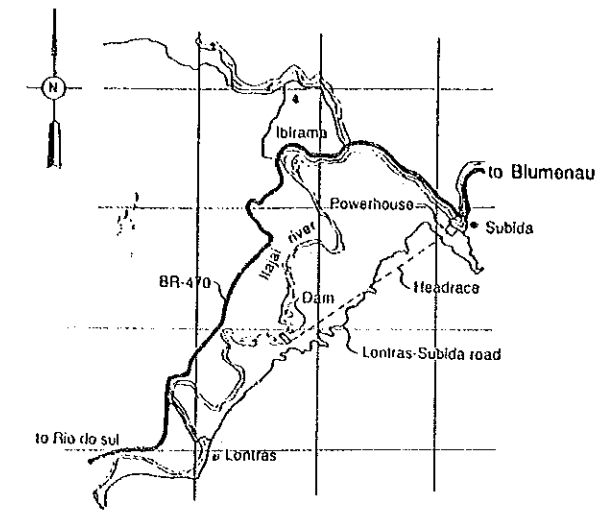 N
Ibirama
to Blumenau
Powerhouse
Subida
Itajaí river
BR-470
Headrace
Dam
Lontras-Subida road
to Rio do sul
Lontras